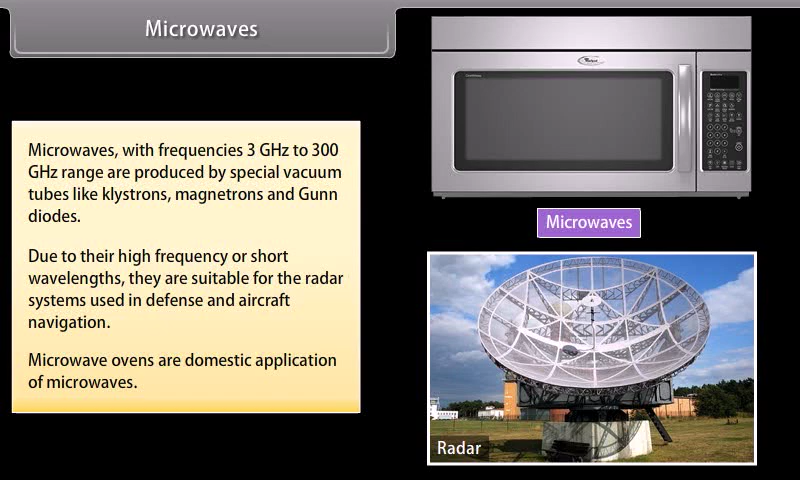 Microwaves
Microwaves, with frequencies 3 GHz to 300
GHz range are produced by special vacuum
tubes like klystrons, magnetrons and Gunn
diodes.
Due to their high frequency or short
wavelengths, they are suitable for the radar
systems used in defense and aircraft
navigation.
Microwave ovens are domestic application
of microwaves.
Microwaves
Radar